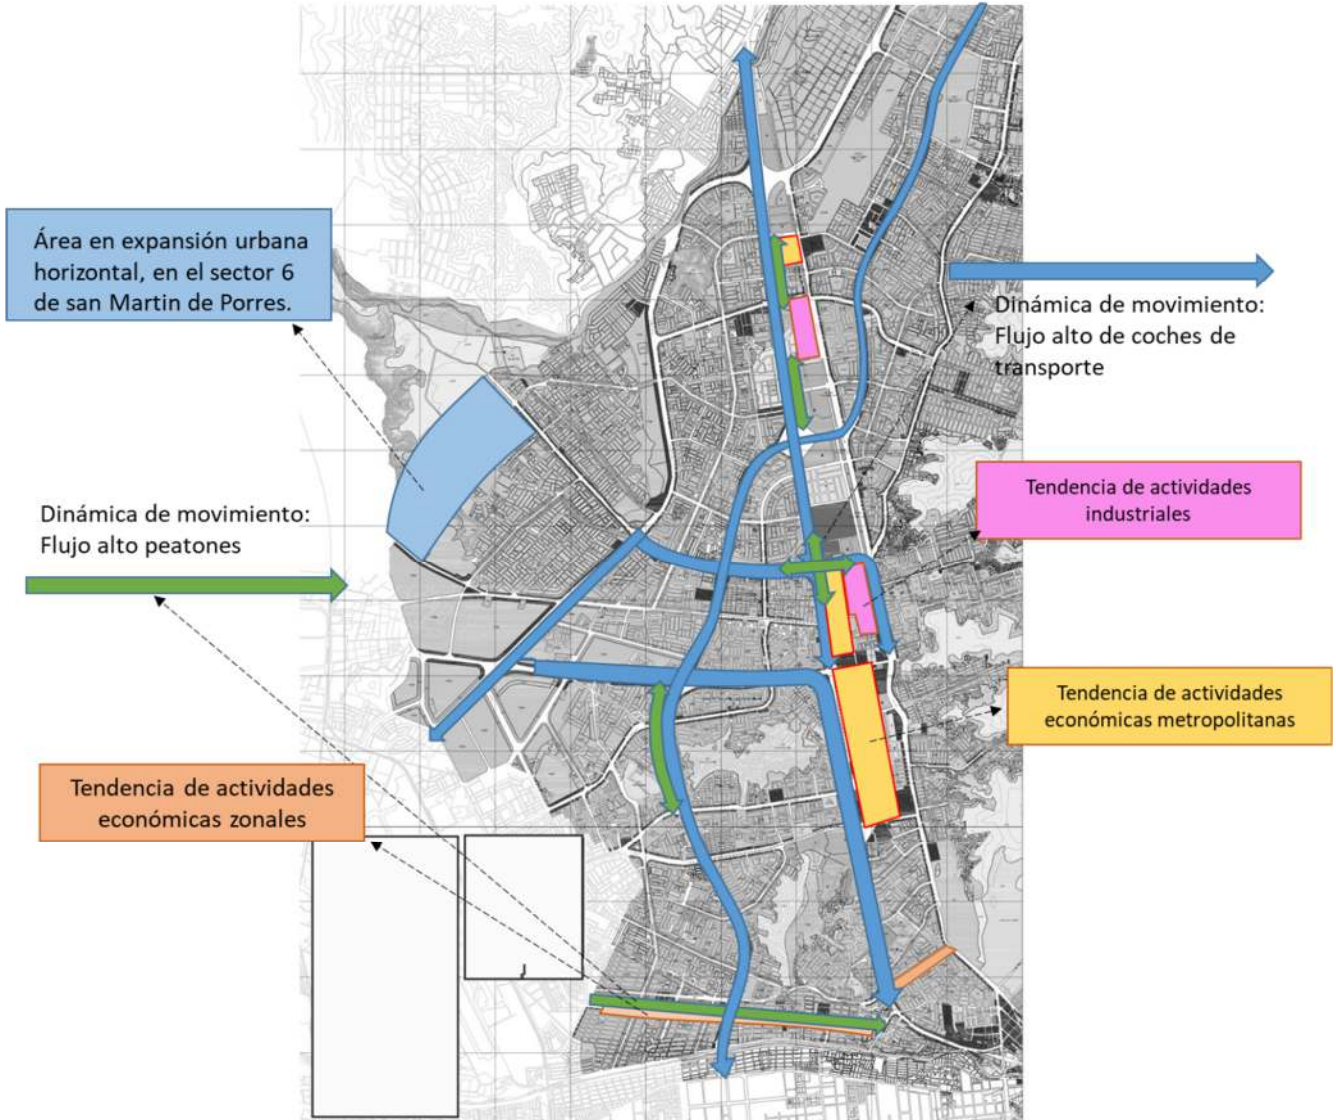 Área en expansión urbana
horizontal, en el sector 6
de san Martin de Porres.
Dinámica de movimiento:
Flujo alto de coches de
transporte
Dinámica de movimiento:
Flujo alto peatones
Tendencia de actividades
industriales
Tendencia de actividades
económicas metropolitanas
Tendencia de actividades
económicas zonales